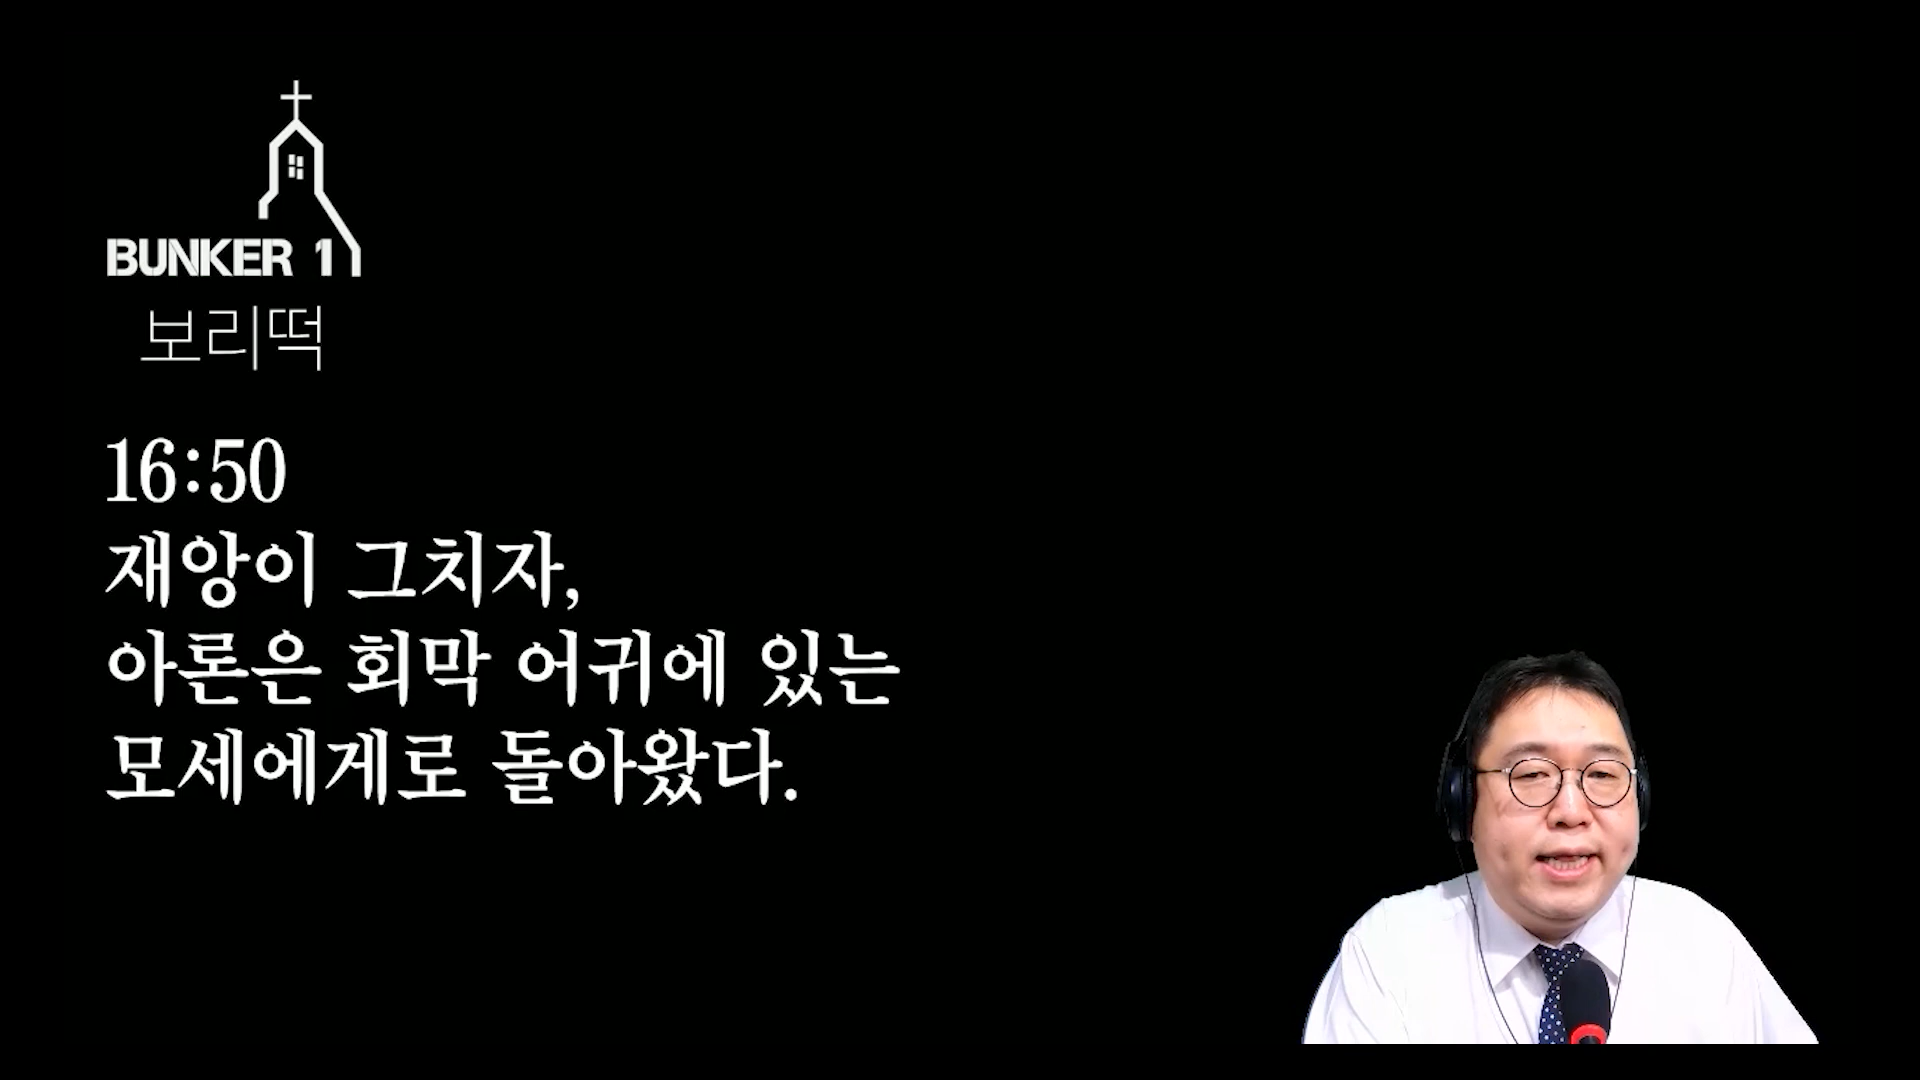 BUNKER 1
보리떡
16:50
재앙이 그치자,
아론은 회막 어귀에 있는
모세에게로 돌아왔다.